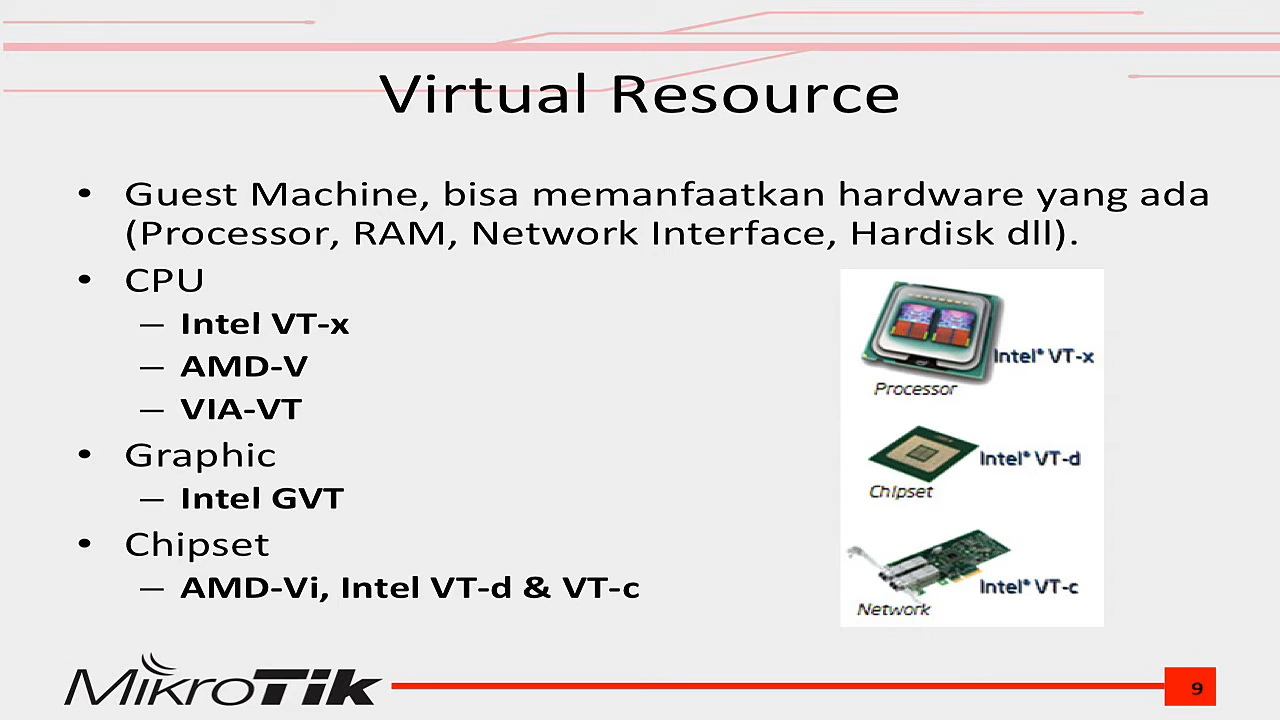 Virtual Resource
• Guest Machine, bisa memanfaatkan hardware yang ada
(Processor, RAM, Network Interface, Hardisk dll).
• CPU
– Intel VT-x
– AMD-V
– VIA-VT
• Graphic
– Intel GVT
• Chipset
– AMD-Vi, Intel VT-d & VT-c
Intel® VT-x
Processor
Intel® VT-d
Chipset
Intel® VT-c
Network
MikroTik
9